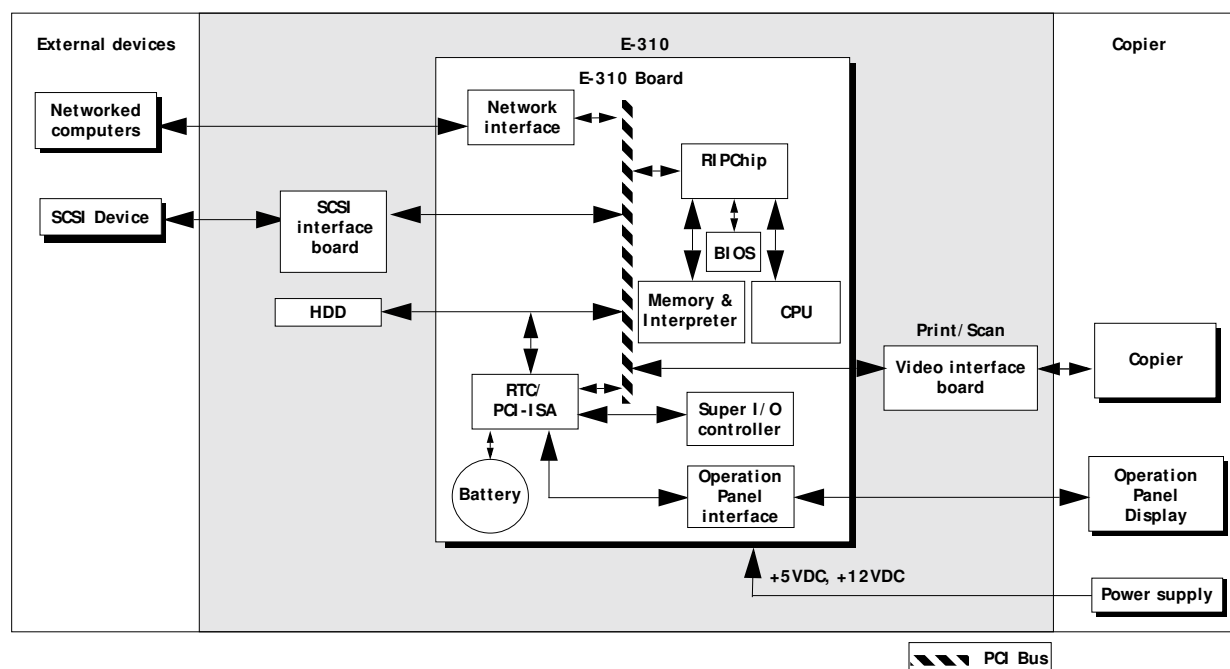 External devices
E-310
Copier
E-310 Board
Networked
computers
Network
interface
RIPChip
SCSI Device
SCSI
interface
board
BIOS
HDD
Memory &
Interpreter
CPU
Print/Scan
Video interface
board
Copier
RTC/
PCI-ISA
Super I/O
controller
Battery
Operation
Panel
interface
Operation
Panel
Display
+5VDC, +12VDC
Power supply
PCI Bus